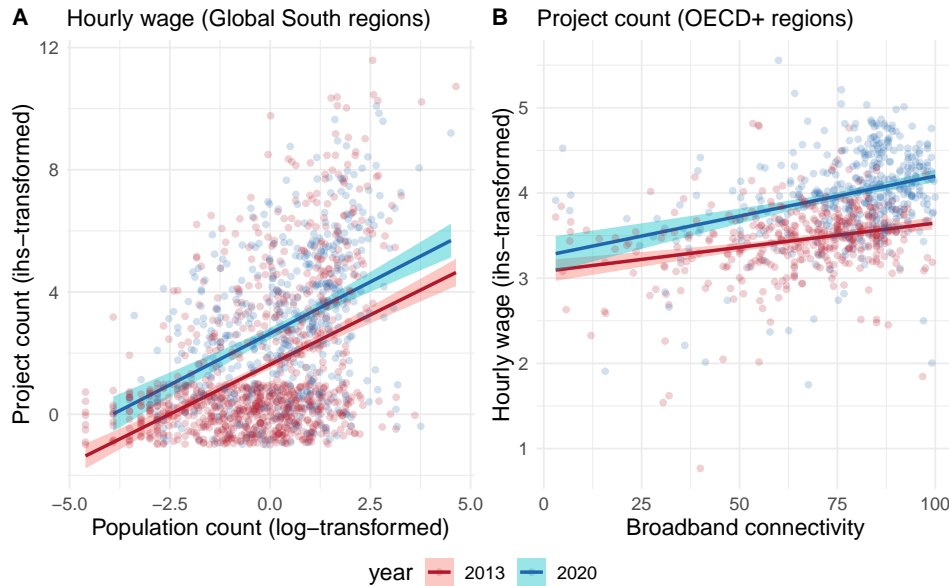 A Hourly wage (Global South regions)
Project count (ihs−transformed)
12
8
4
0
−5.0 −2.5 0.0 2.5 5.0
Population count (log−transformed)
B Project count (OECD+ regions)
Hourly wage (ihs−transformed)
5
4
3
2
1
0 25 50 75 100
Broadband connectivity
year 2013 2020